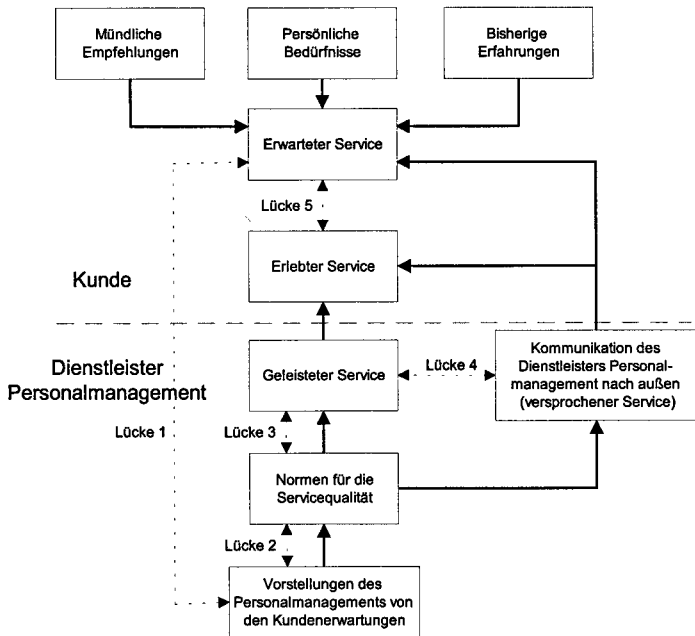 Mündliche
Empfehlungen
Persönliche
Bedürfnisse
Bisherige
Erfahrungen
Erwarteter Service
Lücke 5
Erlebter Service
Kunde
Dienstleister
Personalmanagement
Geleisteter Service
Lücke 4
Kommunikation des
Dienstleisters Personal-
management nach außen
(versprochener Service)
Lücke 1
Lücke 3
Normen für die
Servicequalität
Lücke 2
Vorstellungen des
Personalmanagements von
den Kundenerwartungen